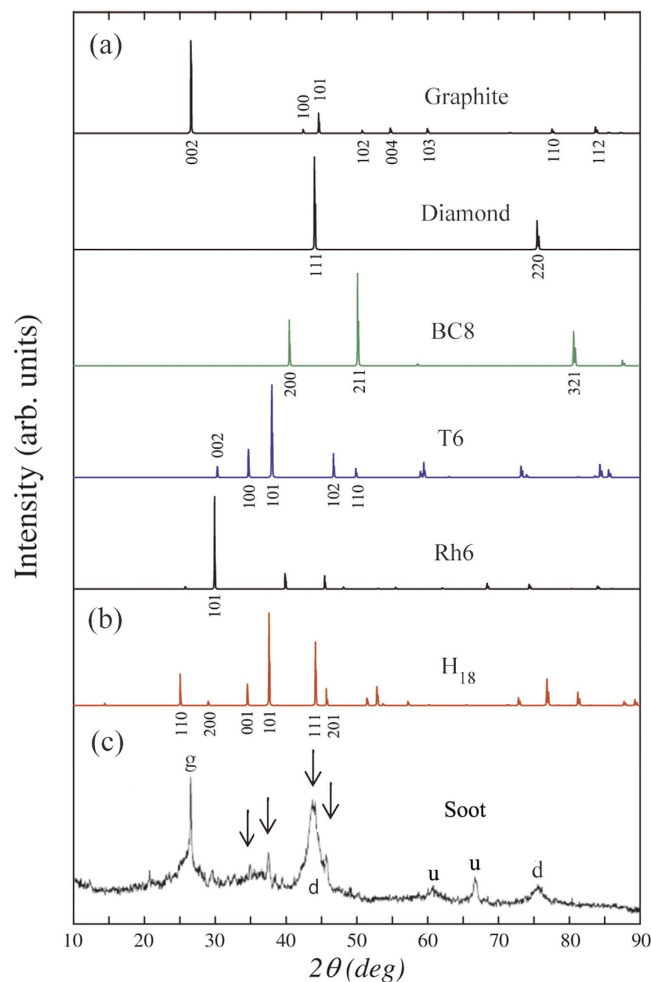 (a)
Graphite
002
100
101
102
004
103
110
112
Diamond
111
220
BC8
200
211
321
T6
002
100
101
102
110
Rh6
101
(b)
H18
110
200
001
101
111
201
(c)
Soot
g
d
u
u
d
10 20 30 40 50 60 70 80 90
2θ (deg)
Intensity (arb. units)